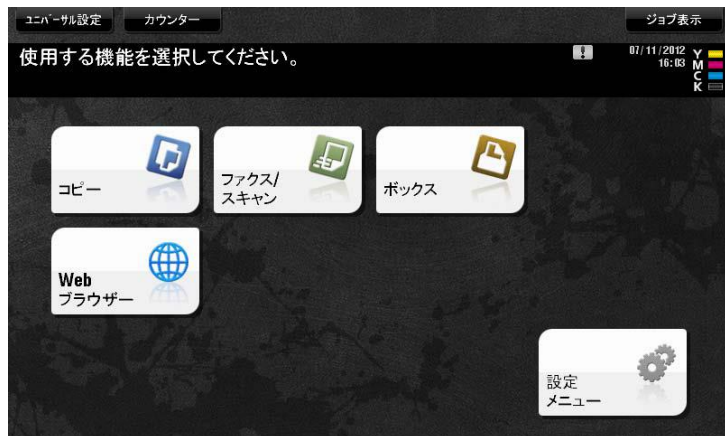 ﾕﾆﾊﾞｰｻﾙ設定
カウンター
ジョブ表示
使用する機能を選択してください。
07/11/2012
16:03
Y
M
C
K
コピー
ファクス/
スキャン
ボックス
Web
ブラウザー
設定
メニュー